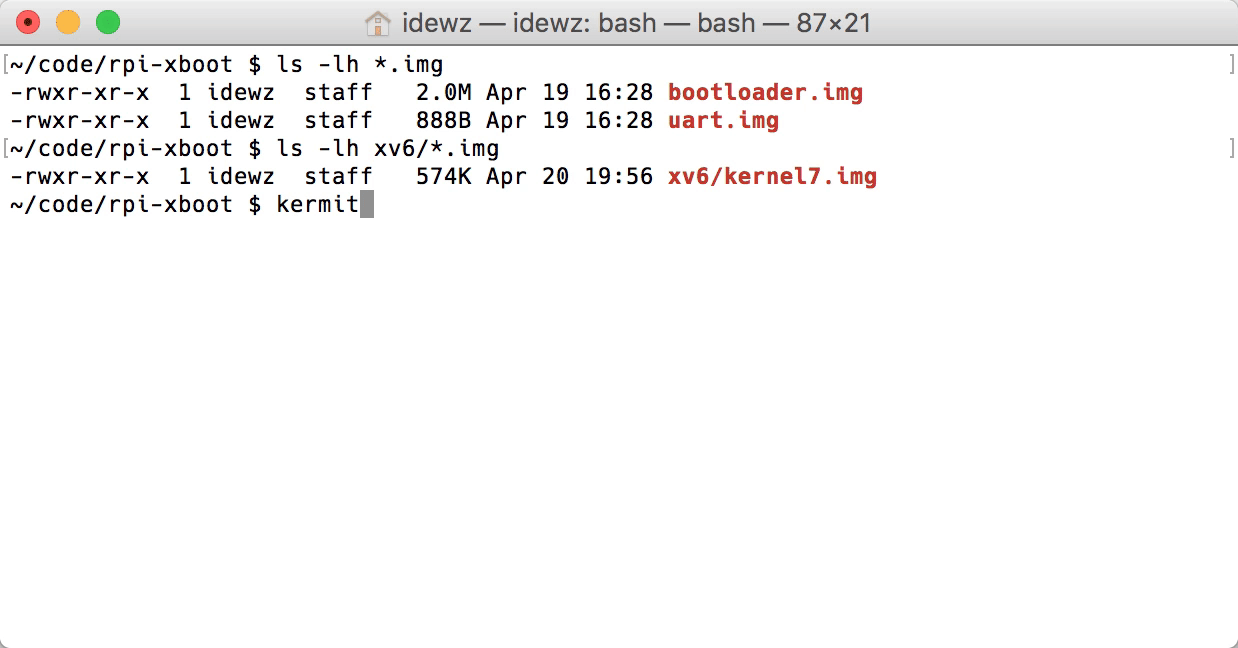 idewz — idewz: bash — bash — 87×21
[~/code/rpi-xboot $ ls -lh *.img ]
-rwxr-xr-x  1 idewz  staff   2.0M Apr 19 16:28 bootloader.img
-rwxr-xr-x  1 idewz  staff   888B Apr 19 16:28 uart.img
[~/code/rpi-xboot $ ls -lh xv6/*.img ]
-rwxr-xr-x  1 idewz  staff   574K Apr 20 19:56 xv6/kernel7.img
~/code/rpi-xboot $ kermit